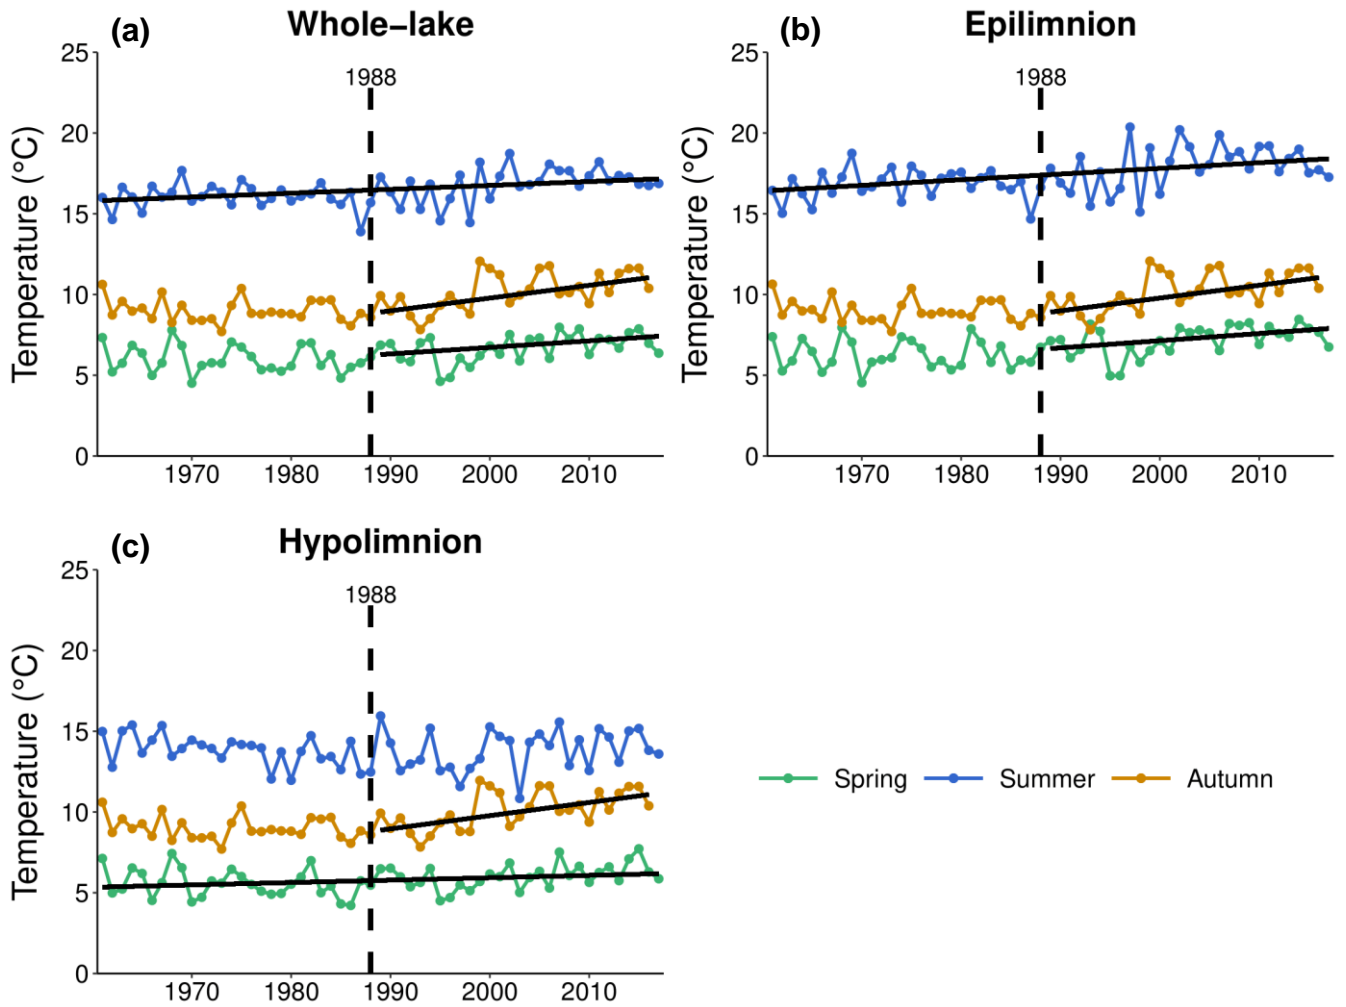 (a) Whole–lake
1988
Temperature (°C)
25
20
15
10
5
0
1970 1980 1990 2000 2010
(b) Epilimnion
1988
Temperature (°C)
25
20
15
10
5
0
1970 1980 1990 2000 2010
(c) Hypolimnion
1988
Temperature (°C)
25
20
15
10
5
0
1970 1980 1990 2000 2010
Spring Summer Autumn